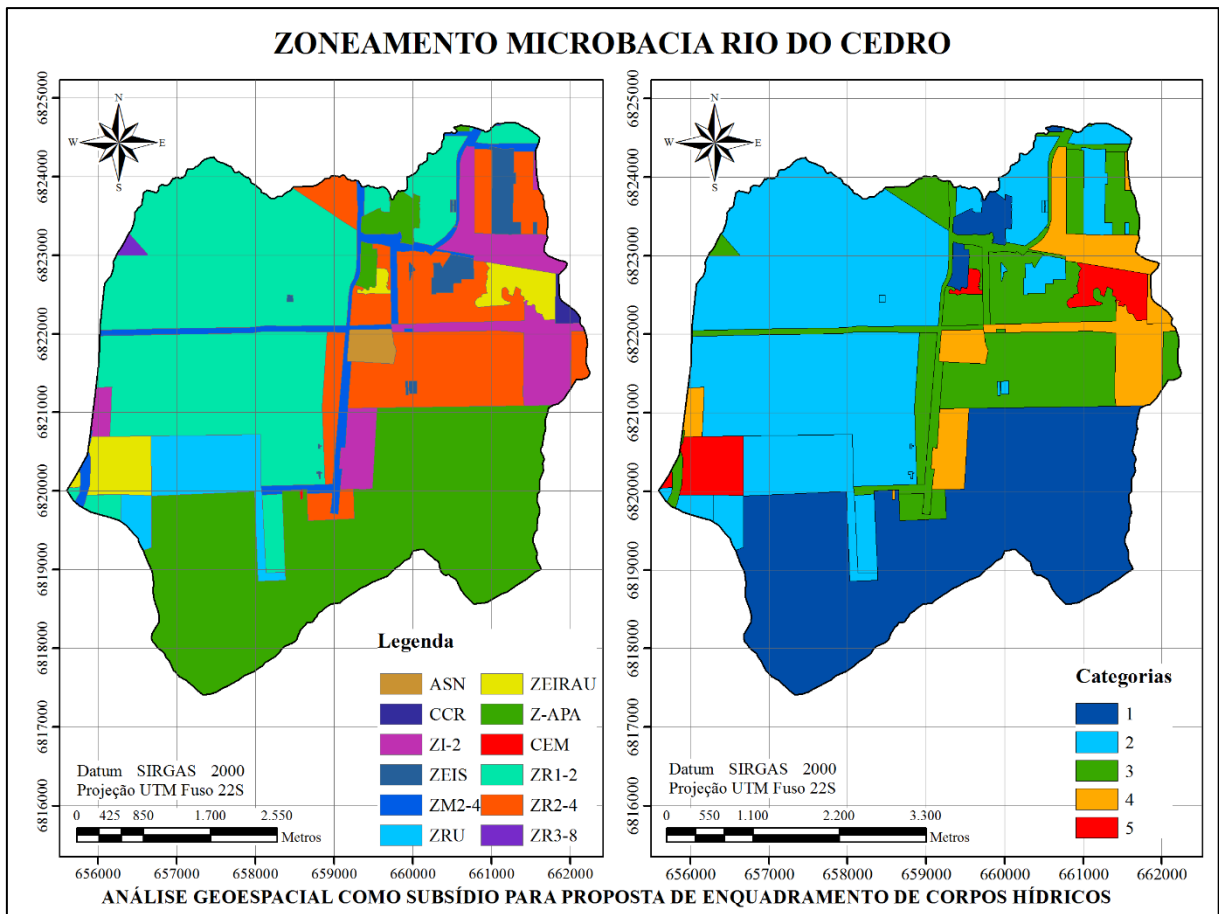 ZONEAMENTO MICROBACIA RIO DO CEDRO
6825000
6824000
6823000
6822000
6821000
6820000
6819000
6818000
6817000
6816000
N
W E
S
Legenda
ASN ZEIRAU
CCR Z-APA
ZI-2 CEM
ZEIS ZR1-2
ZM2-4 ZR2-4
ZRU ZR3-8
Datum SIRGAS 2000
Projeção UTM Fuso 22S
0 425 850 1.700 2.550
Metros
656000 657000 658000 659000 660000 661000 662000
6825000
6824000
6823000
6822000
6821000
6820000
6819000
6818000
6817000
6816000
N
W E
S
Categorias
1
2
3
4
5
Datum SIRGAS 2000
Projeção UTM Fuso 22S
0 550 1.100 2.200 3.300
Metros
656000 657000 658000 659000 660000 661000 662000
ANÁLISE GEOESPACIAL COMO SUBSÍDIO PARA PROPOSTA DE ENQUADRAMENTO DE CORPOS HÍDRICOS